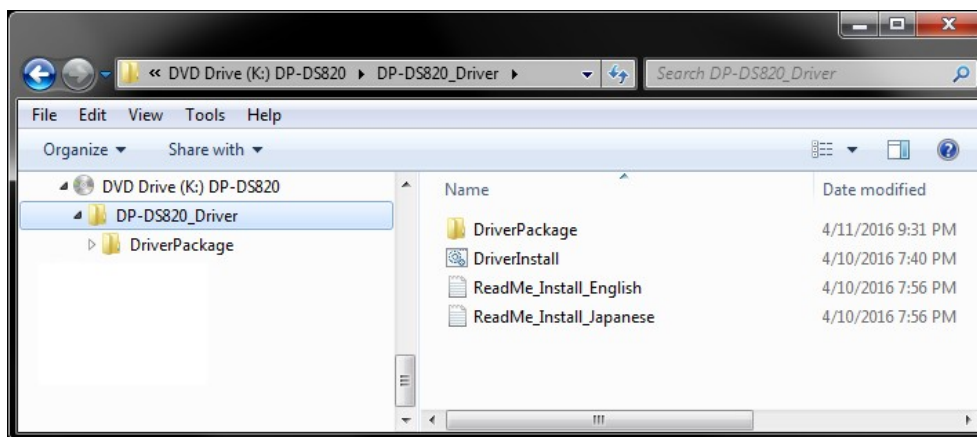 « DVD Drive (K:) DP-DS820 ▸ DP-DS820_Driver ▸ Search DP-DS820_Driver
File Edit View Tools Help
Organize ▾ Share with ▾
DVD Drive (K:) DP-DS820
DP-DS820_Driver
DriverPackage
Name Date modified
DriverPackage 4/11/2016 9:31 PM
DriverInstall 4/10/2016 7:40 PM
ReadMe_Install_English 4/10/2016 7:56 PM
ReadMe_Install_Japanese 4/10/2016 7:56 PM